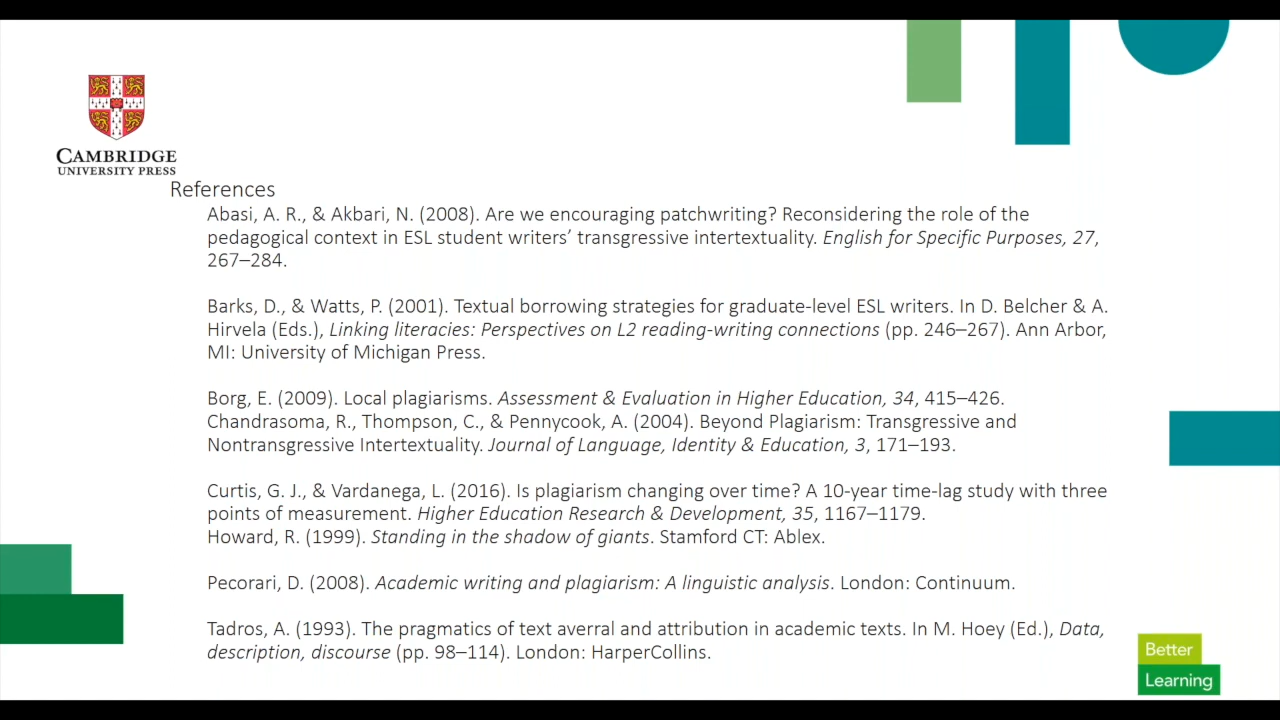 CAMBRIDGE
UNIVERSITY PRESS
References
Abasi, A. R., & Akbari, N. (2008). Are we encouraging patchwriting? Reconsidering the role of the
pedagogical context in ESL student writers’ transgressive intertextuality. English for Specific Purposes, 27,
267–284.
Barks, D., & Watts, P. (2001). Textual borrowing strategies for graduate-level ESL writers. In D. Belcher & A.
Hirvela (Eds.), Linking literacies: Perspectives on L2 reading-writing connections (pp. 246–267). Ann Arbor,
MI: University of Michigan Press.
Borg, E. (2009). Local plagiarisms. Assessment & Evaluation in Higher Education, 34, 415–426.
Chandrasoma, R., Thompson, C., & Pennycook, A. (2004). Beyond Plagiarism: Transgressive and
Nontransgressive Intertextuality. Journal of Language, Identity & Education, 3, 171–193.
Curtis, G. J., & Vardanega, L. (2016). Is plagiarism changing over time? A 10-year time-lag study with three
points of measurement. Higher Education Research & Development, 35, 1167–1179.
Howard, R. (1999). Standing in the shadow of giants. Stamford CT: Ablex.
Pecorari, D. (2008). Academic writing and plagiarism: A linguistic analysis. London: Continuum.
Tadros, A. (1993). The pragmatics of text averral and attribution in academic texts. In M. Hoey (Ed.), Data,
description, discourse (pp. 98–114). London: HarperCollins.
Better
Learning